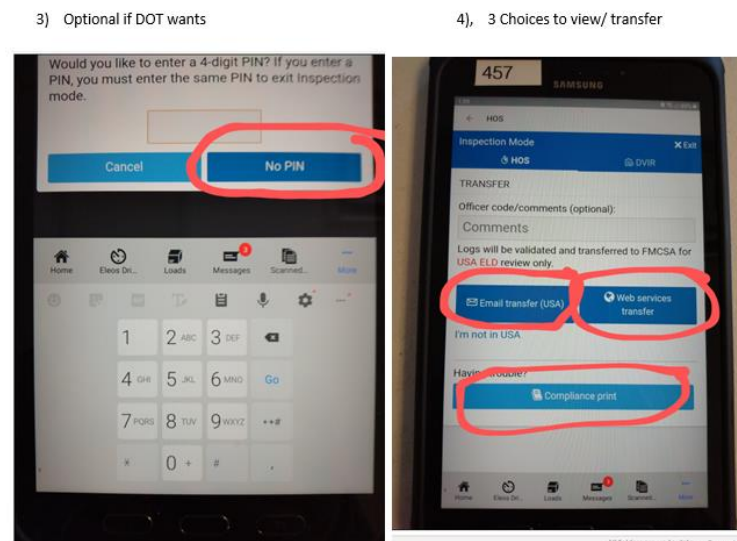 3) Optional if DOT wants
4), 3 Choices to view/ transfer
Would you like to enter a 4-digit PIN? If you enter a
PIN, you must enter the same PIN to exit Inspection
mode.
Cancel
No PIN
3
Home
Eleos Dri...
Loads
Messages
Scanned...
More
1
2 ABC
3 DEF
4 GHI
5 JKL
6 MNO
Go
7 PQRS
8 TUV
9 WXYZ
*
0 +
#
457
SAMSUNG
← HOS
Inspection Mode
X Exit
HOS
DVIR
TRANSFER
Officer code/comments (optional):
Comments
Logs will be validated and transferred to FMCSA for
USA ELD review only.
Email transfer (USA)
Web services
transfer
I'm not in USA
Having trouble?
Compliance print
Home
Eleos Dri...
Loads
Messages
Scanned...
More